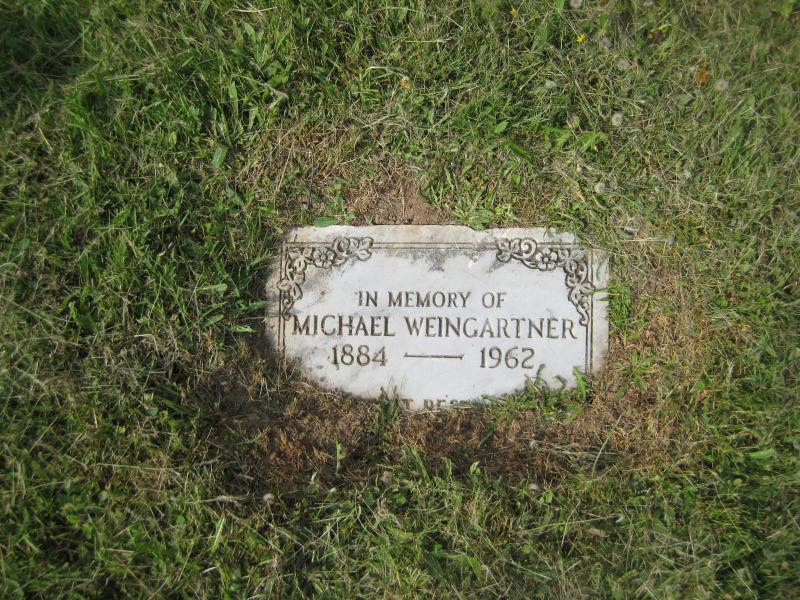 IN MEMORY OF
MICHAEL WEINGARTNER
1884 — 1962